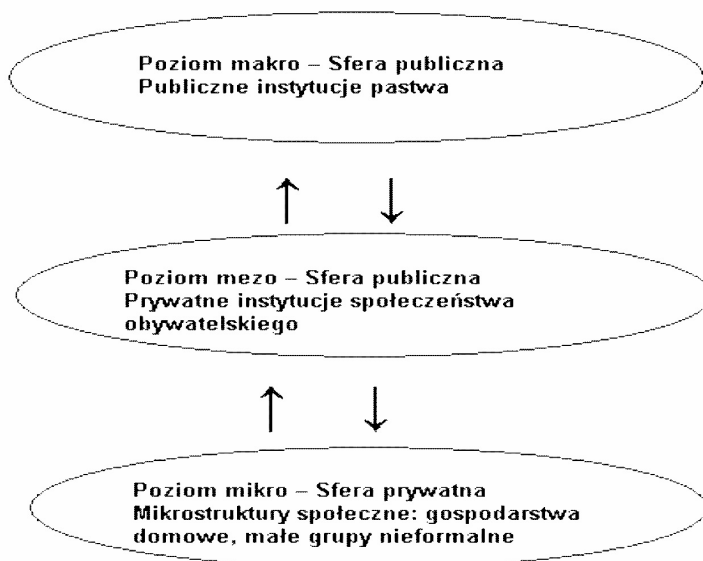 Poziom makro – Sfera publiczna
Publiczne instytucje pastwa
Poziom mezo – Sfera publiczna
Prywatne instytucje społeczeństwa
obywatelskiego
Poziom mikro – Sfera prywatna
Mikrostruktury społeczne: gospodarstwa
domowe, małe grupy nieformalne